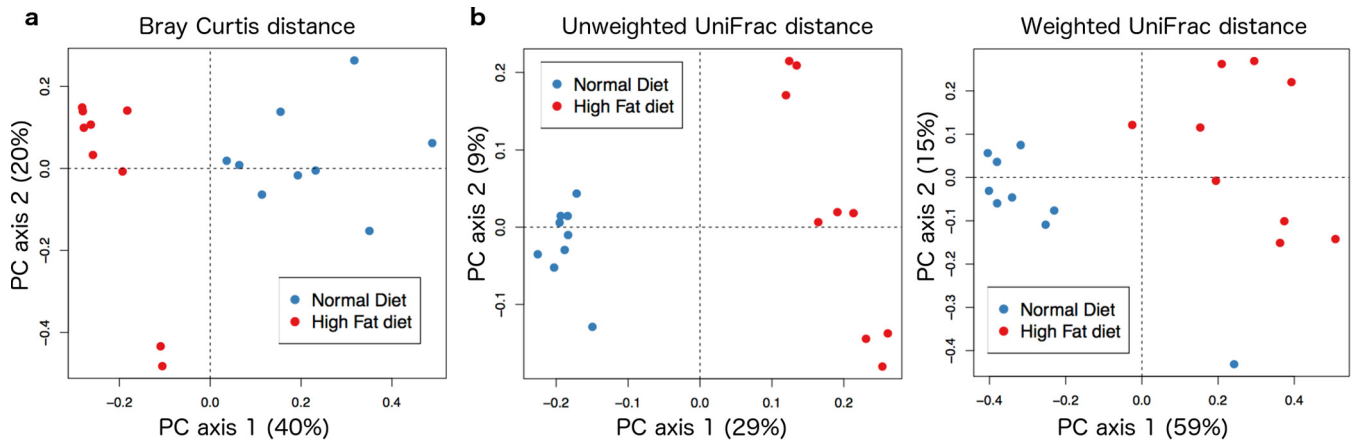 a
Bray Curtis distance
PC axis 2 (20%)
0.2
0.0
−0.2
−0.4
Normal Diet
High Fat diet
−0.2
0.0
0.2
0.4
PC axis 1 (40%)
b
Unweighted UniFrac distance
PC axis 2 (9%)
0.2
0.1
0.0
−0.1
Normal Diet
High Fat diet
−0.2
−0.1
0.0
0.1
0.2
PC axis 1 (29%)
Weighted UniFrac distance
PC axis 2 (15%)
0.2
0.1
0.0
−0.1
−0.2
−0.3
−0.4
Normal Diet
High Fat diet
−0.4
−0.2
0.0
0.2
0.4
PC axis 1 (59%)